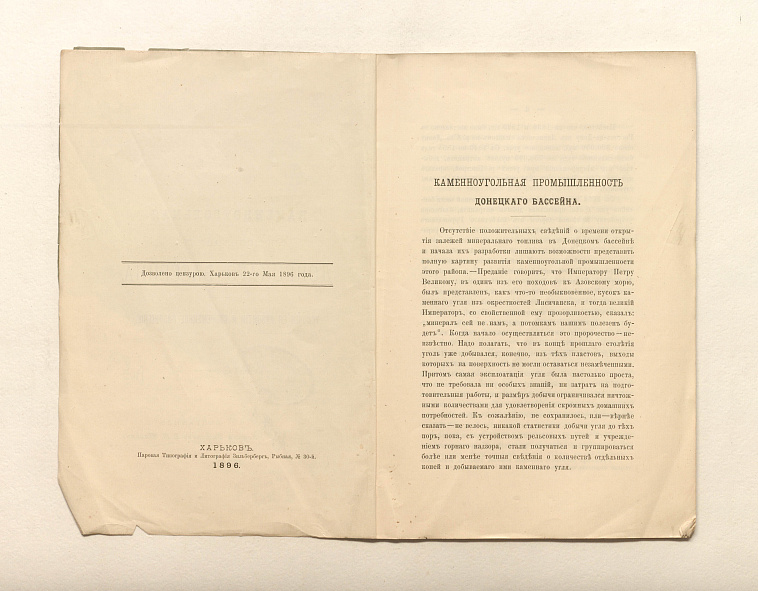 Дозволено цензурою. Харьковъ 22-го Мая 1896 года.
ХАРЬКОВЪ.
Паровая Типографія и Литографія Зильбербергъ, Рыбная, № 30-й.
1896.
КАМЕННОУГОЛЬНАЯ ПРОМЫШЛЕННОСТЬ
ДОНЕЦКАГО БАССЕЙНА.
Отсутствіе положительныхъ свѣдѣній о времени откры-
тія залежей минеральнаго топлива въ Донецкомъ бассейнѣ
и начала ихъ разработки лишаютъ возможности представить
полную картину развитія каменноугольной промышленности
этого района.—Преданіе говоритъ, что Императору Петру
Великому, въ одинъ изъ его походовъ къ Азовскому морю,
былъ представленъ, какъ что-то необыкновенное, кусокъ ка-
меннаго угля изъ окрестностей Лисичанска, и тогда великій
Императоръ, со свойственной ему прозорливостью, сказалъ:
„минералъ сей не намъ, а потомкамъ нашимъ полезенъ бу-
детъ“. Когда начало осуществляться это пророчество—не-
извѣстно. Надо полагать, что въ концѣ прошлаго столѣтія
уголь уже добывался, конечно, изъ тѣхъ пластовъ, выходы
которыхъ на поверхность не могли оставаться незамѣченными.
Притомъ самая эксплоатація угля была настолько проста,
что не требовала ни особыхъ знаній, ни затратъ на подго-
товительныя работы, и размѣръ добычи ограничивался ничтож-
ными количествами для удовлетворенія скромныхъ домашнихъ
потребностей. Къ сожалѣнію, не сохранилось, или—вѣрнѣе
сказать—не велось, никакой статистики добычи угля до тѣхъ
поръ, пока, съ устройствомъ рельсовыхъ путей и учрежде-
ніемъ горнаго надзора, стали получаться и группироваться
болѣе или менѣе точныя свѣдѣнія о количествѣ отдѣльныхъ
копей и добываемаго ими каменнаго угля.